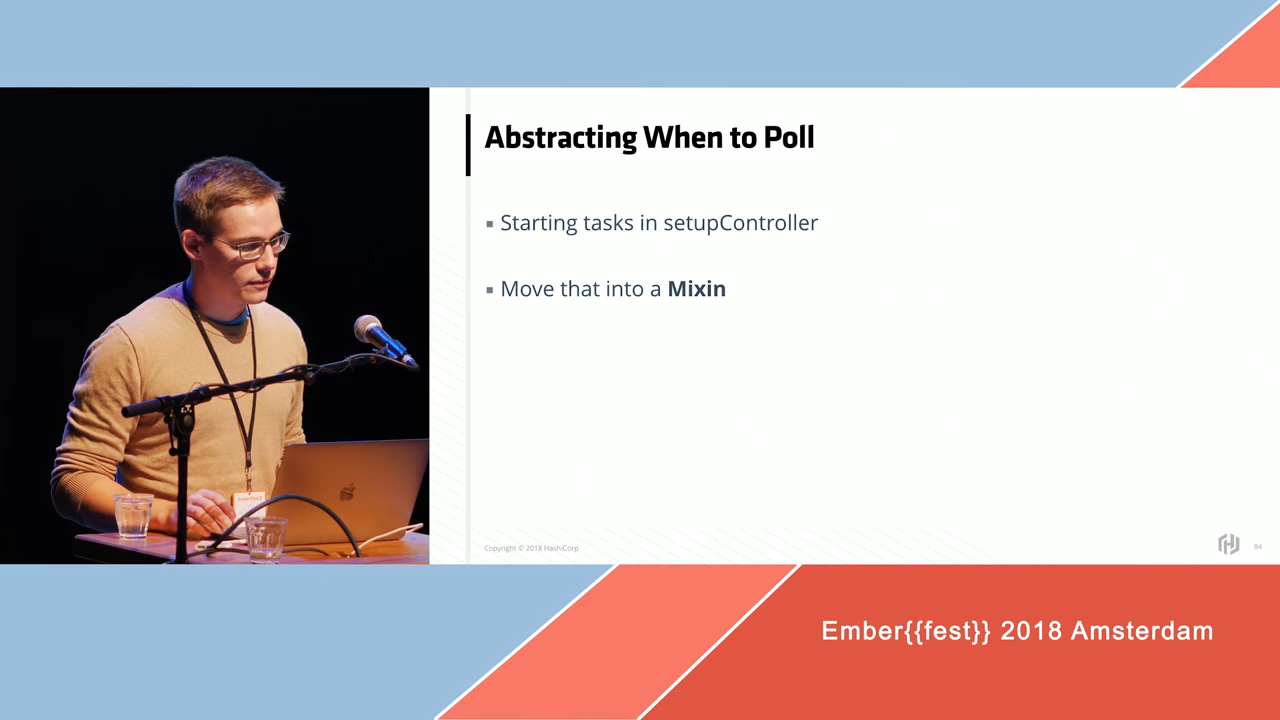 Abstracting When to Poll
▪ Starting tasks in setupController
▪ Move that into a Mixin
Copyright © 2018 HashiCorp
84
Ember{{fest}} 2018 Amsterdam